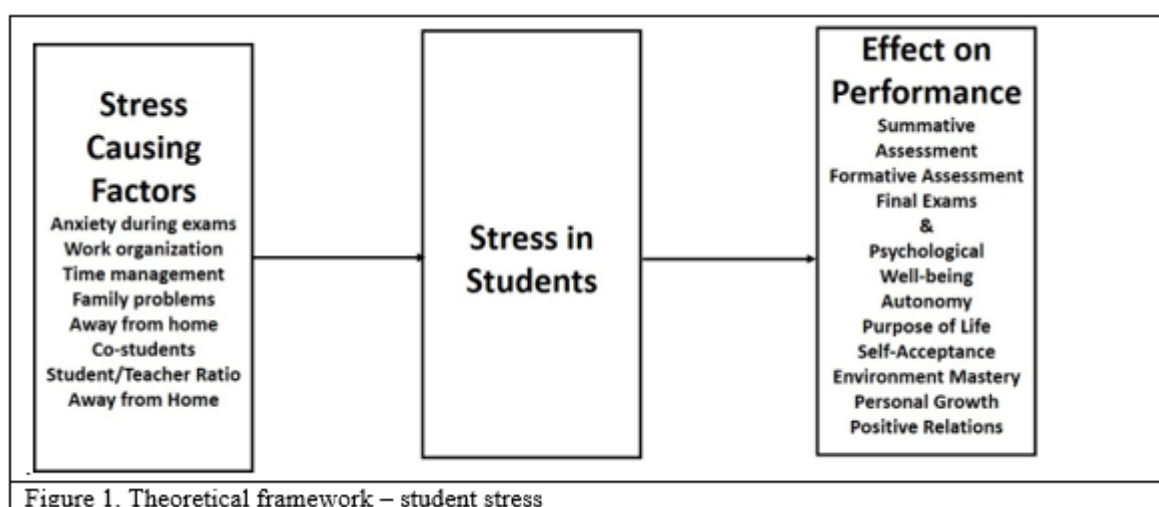 Stress
Causing
Factors
Anxiety during exams
Work organization
Time management
Family problems
Away from home
Co-students
Student/Teacher Ratio
Away from Home
.
Stress in
Students
Effect on
Performance
Summative
Assessment
Formative Assessment
Final Exams
&
Psychological
Well-being
Autonomy
Purpose of Life
Self-Acceptance
Environment Mastery
Personal Growth
Positive Relations
Figure 1. Theoretical framework – student stress